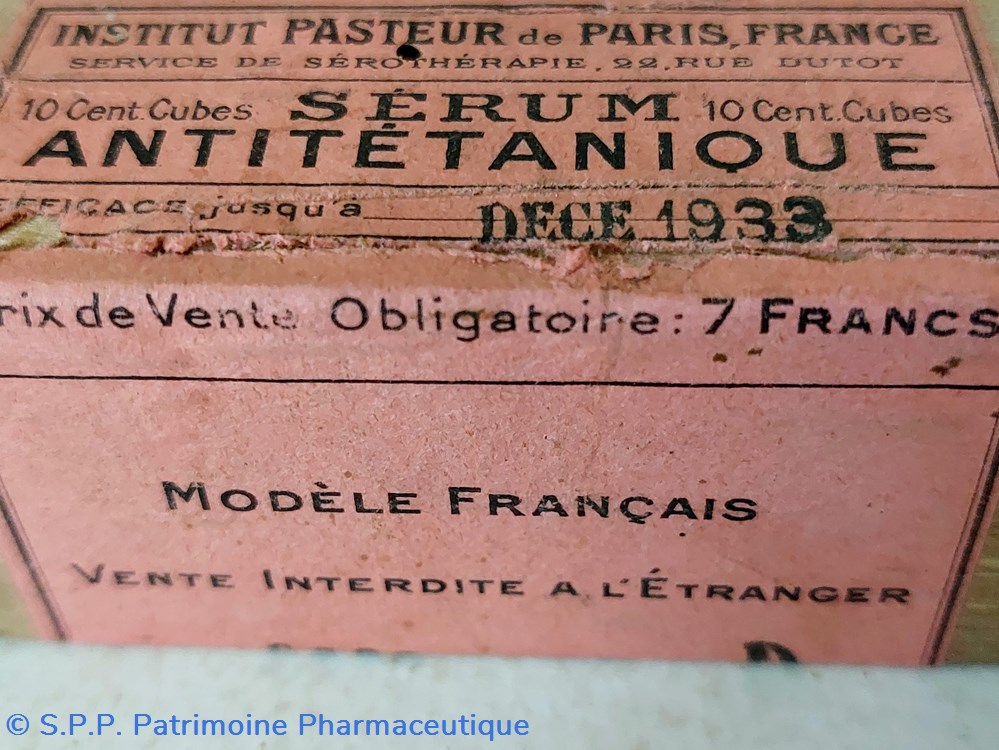 INSTITUT PASTEUR de PARIS, FRANCE
SERVICE DE SÉROTHÉRAPIE, 22, RUE DUTOT
10 Cent. Cubes SÉRUM 10 Cent. Cubes
ANTITÉTANIQUE
EFFICACE jusqu'à DECE 1933
rix de Vente Obligatoire: 7 FRANCS
MODÈLE FRANÇAIS
VENTE INTERDITE A L'ÉTRANGER
© S.P.P. Patrimoine Pharmaceutique